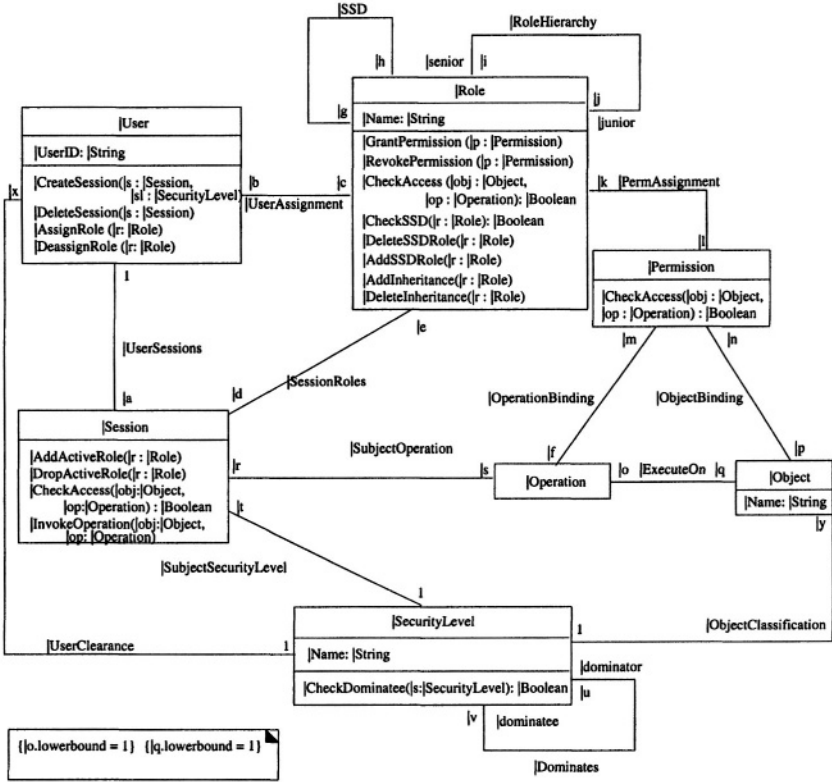 |SSD
|RoleHierarchy
|h
|senior
|i
|g
|j
|junior
|Role
|Name: |String
|GrantPermission (|p : |Permission)
|RevokePermission (|p : |Permission)
|CheckAccess (|obj : |Object,
|op : |Operation): |Boolean
|CheckSSD(|r : |Role): |Boolean
|DeleteSSDRole(|r : |Role)
|AddSSDRole(|r : |Role)
|AddInheritance(|r : |Role)
|DeleteInheritance(|r : |Role)
|User
|UserID: |String
|CreateSession(|s : |Session,
|sl : |SecurityLevel)
|DeleteSession(|s : |Session)
|AssignRole (|r: |Role)
|DeassignRole (|r: |Role)
|x
|b
|c
|UserAssignment
|k
|PermAssignment
|l
|Permission
|CheckAccess(|obj : |Object,
|op : |Operation) : |Boolean
1
|UserSessions
|a
|e
|d
|SessionRoles
|m
|n
|OperationBinding
|ObjectBinding
|f
|p
|Session
|AddActiveRole(|r : |Role)
|DropActiveRole(|r : |Role)
|CheckAccess(|obj:|Object,
|op:|Operation) : |Boolean
|InvokeOperation(|obj:|Object,
|op: |Operation)
|SubjectOperation
|r
|s
|Operation
|o
|ExecuteOn
|q
|Object
|Name: |String
|t
|y
|SubjectSecurityLevel
1
|SecurityLevel
|Name: |String
|CheckDominatee(|s:|SecurityLevel): |Boolean
|UserClearance
1
1
|ObjectClassification
|dominator
|u
|v
|dominatee
|Dominates
{|o.lowerbound = 1} {|q.lowerbound = 1}